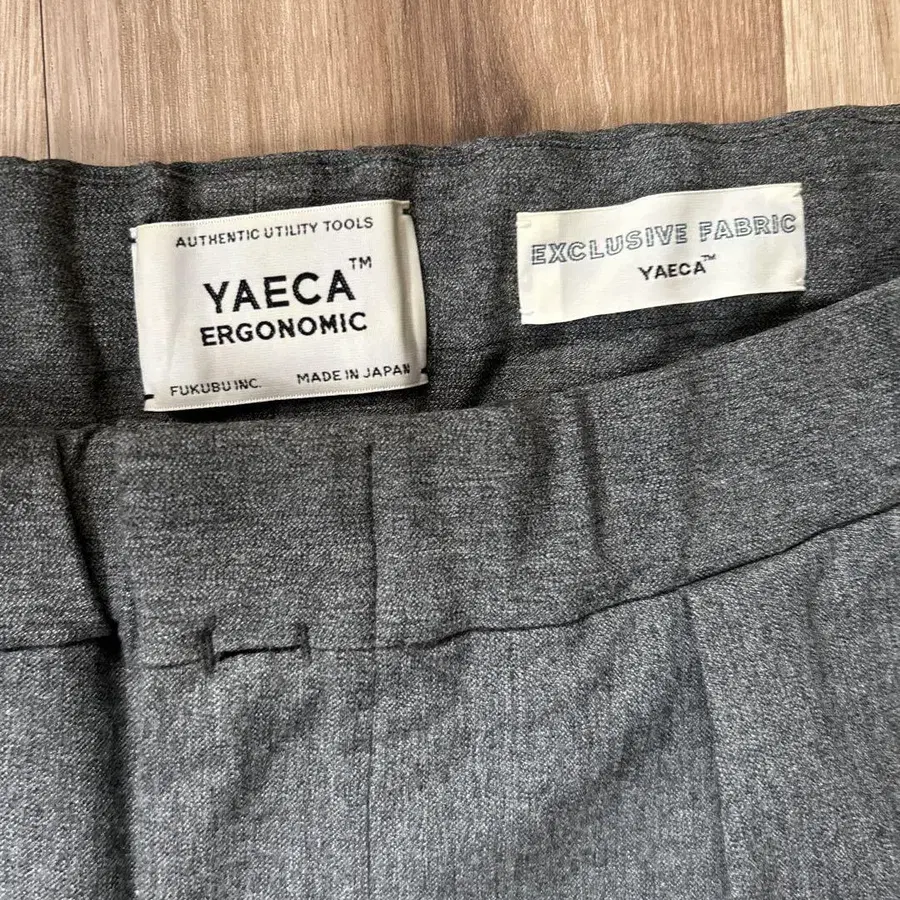 AUTHENTIC UTILITY TOOLS
YAECA™
ERGONOMIC
FUKUBU INC. MADE IN JAPAN
EXCLUSIVE FABRIC
YAECA™